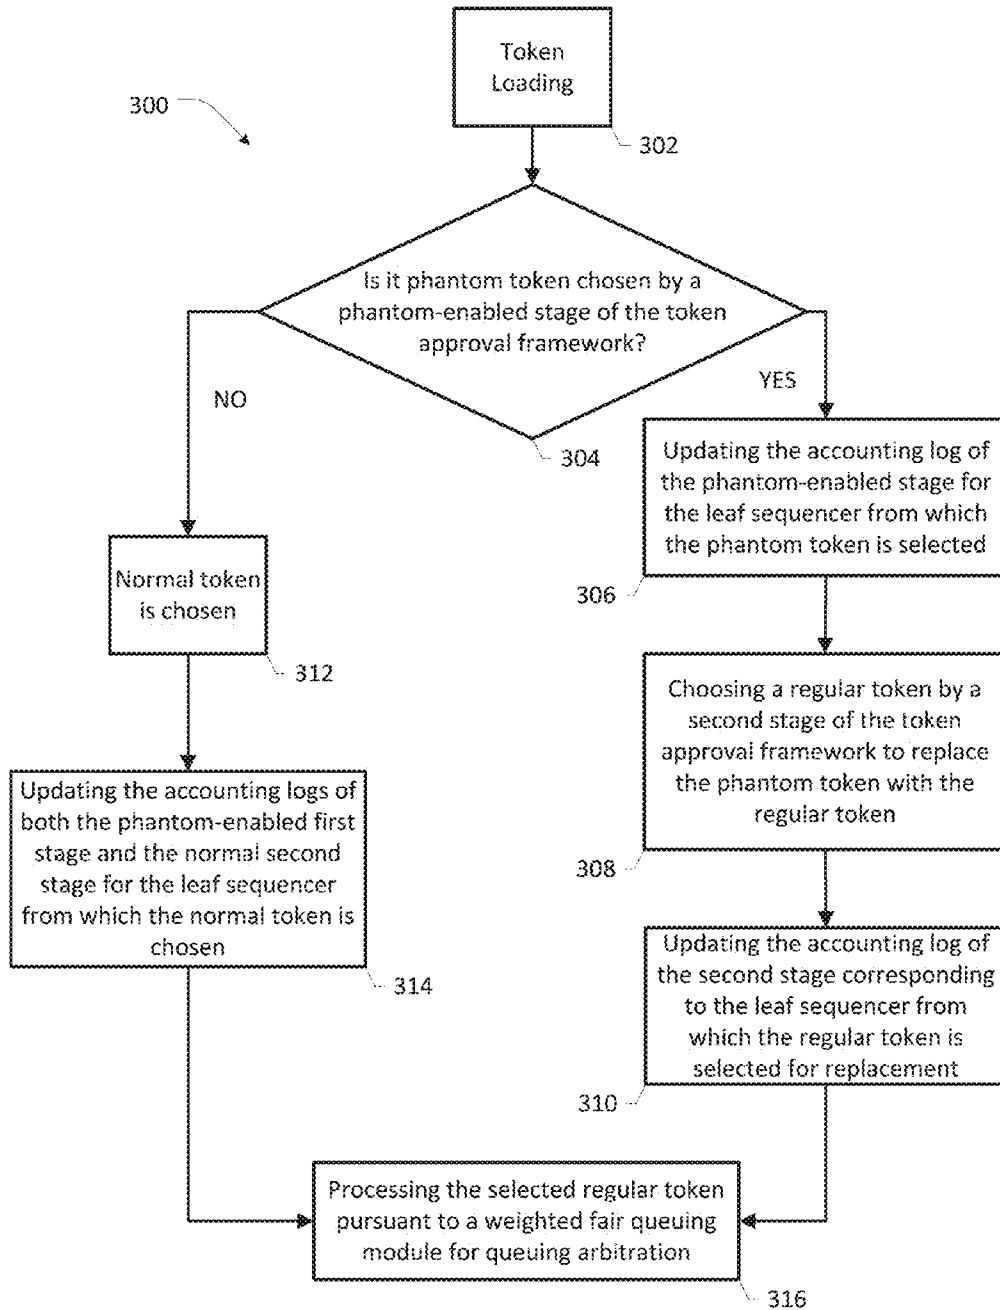 Token
Loading
300
302
Is it phantom token chosen by a
phantom-enabled stage of the token
approval framework?
NO
YES
304
Updating the accounting log of
the phantom-enabled stage for
the leaf sequencer from which
the phantom token is selected
306
Normal token
is chosen
312
Choosing a regular token by a
second stage of the token
approval framework to replace
the phantom token with the
regular token
308
Updating the accounting logs of
both the phantom-enabled first
stage and the normal second
stage for the leaf sequencer
from which the normal token is
chosen
314
Updating the accounting log of
the second stage corresponding
to the leaf sequencer from
which the regular token is
selected for replacement
310
Processing the selected regular token
pursuant to a weighted fair queuing
module for queuing arbitration
316